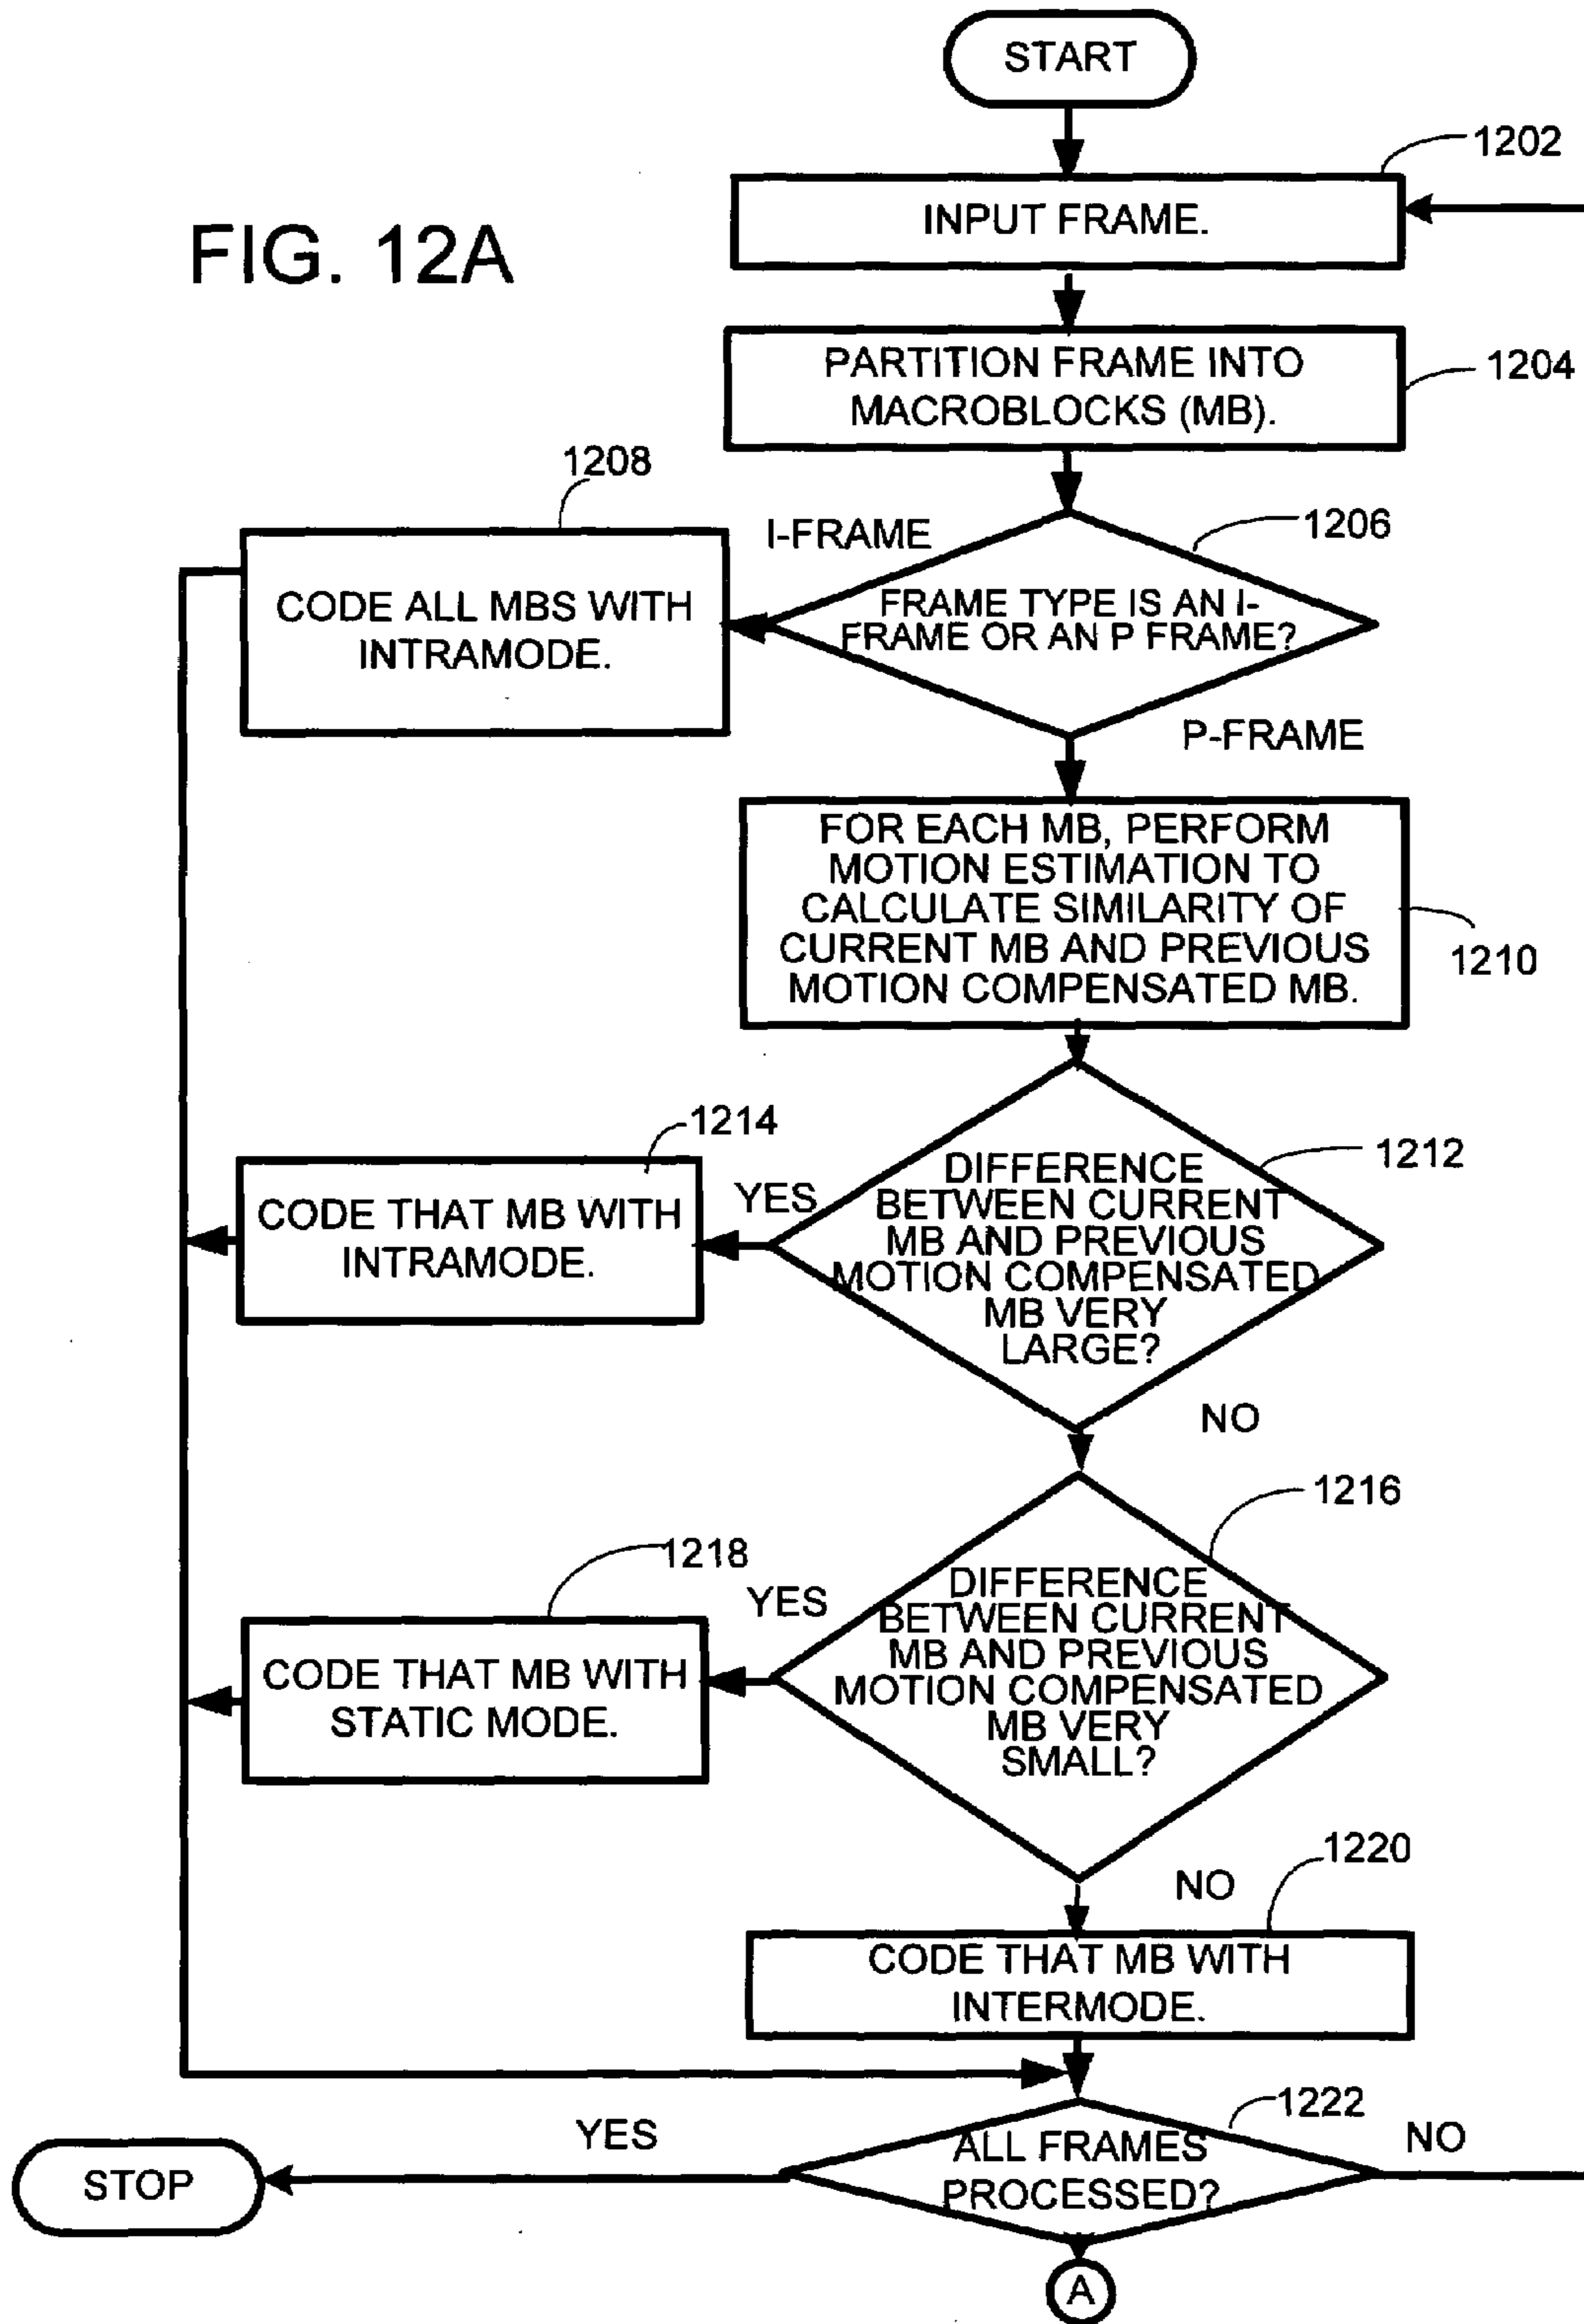 START
1202
INPUT FRAME.
FIG. 12A
PARTITION FRAME INTO
MACROBLOCKS (MB).
1204
1208
I-FRAME
1206
CODE ALL MBS WITH
INTRAMODE.
FRAME TYPE IS AN I-
FRAME OR AN P FRAME?
P-FRAME
FOR EACH MB, PERFORM
MOTION ESTIMATION TO
CALCULATE SIMILARITY OF
CURRENT MB AND PREVIOUS
MOTION COMPENSATED MB.
1210
1214
1212
CODE THAT MB WITH
INTRAMODE.
YES
DIFFERENCE
BETWEEN CURRENT
MB AND PREVIOUS
MOTION COMPENSATED
MB VERY
LARGE?
NO
1216
1218
YES
DIFFERENCE
BETWEEN CURRENT
MB AND PREVIOUS
MOTION COMPENSATED
MB VERY
SMALL?
CODE THAT MB WITH
STATIC MODE.
1220
NO
CODE THAT MB WITH
INTERMODE.
1222
YES
NO
ALL FRAMES
PROCESSED?
STOP
A